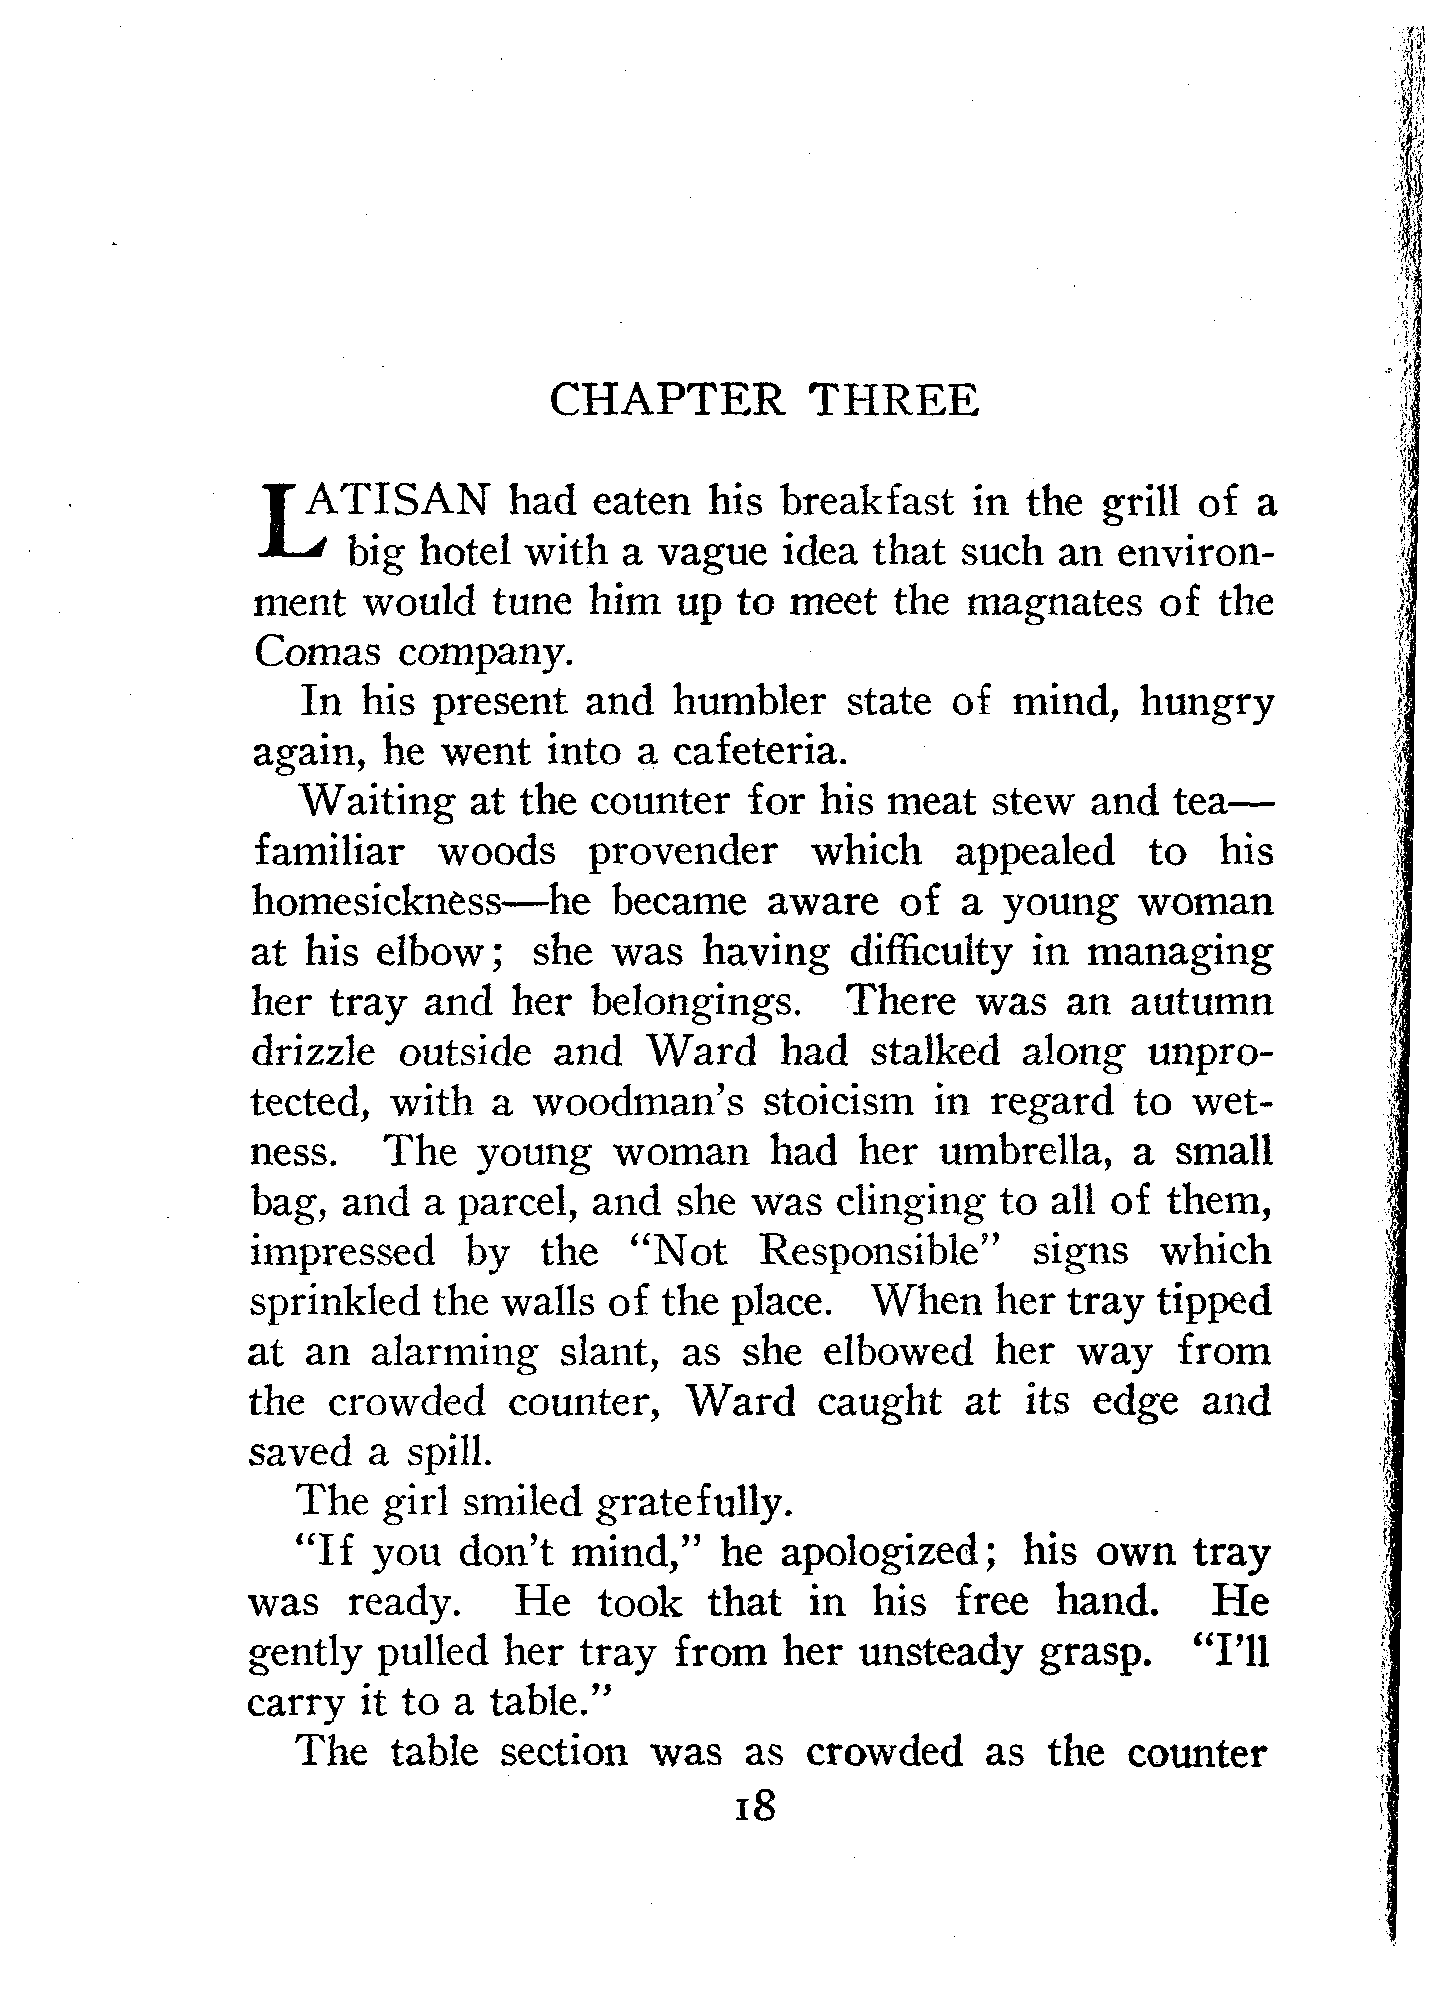 CHAPTER THREE
LATISAN had eaten his breakfast in the grill of a
big hotel with a vague idea that such an environ-
ment would tune him up to meet the magnates of the
Comas company.
In his present and humbler state of mind, hungry
again, he went into a cafeteria.
Waiting at the counter for his meat stew and tea—
familiar woods provender which appealed to his
homesickness—he became aware of a young woman
at his elbow; she was having difficulty in managing
her tray and her belongings. There was an autumn
drizzle outside and Ward had stalked along unpro-
tected, with a woodman's stoicism in regard to wet-
ness. The young woman had her umbrella, a small
bag, and a parcel, and she was clinging to all of them,
impressed by the “Not Responsible” signs which
sprinkled the walls of the place. When her tray tipped
at an alarming slant, as she elbowed her way from
the crowded counter, Ward caught at its edge and
saved a spill.
The girl smiled gratefully.
“If you don't mind,” he apologized; his own tray
was ready. He took that in his free hand. He
gently pulled her tray from her unsteady grasp. “I'll
carry it to a table.”
The table section was as crowded as the counter
18